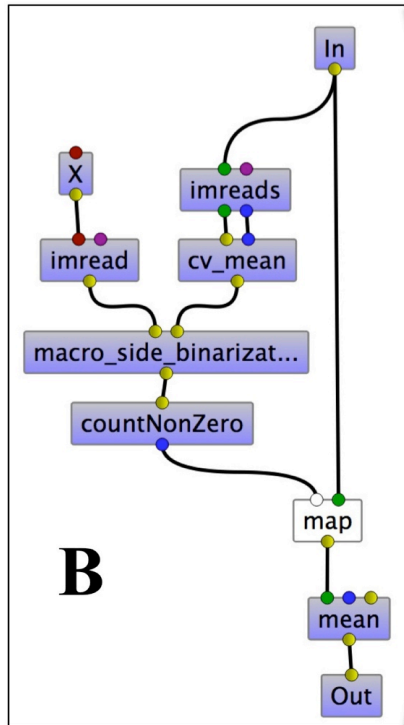 In
X
imreads
imread
cv_mean
macro_side_binarizat...
countNonZero
map
B
mean
Out